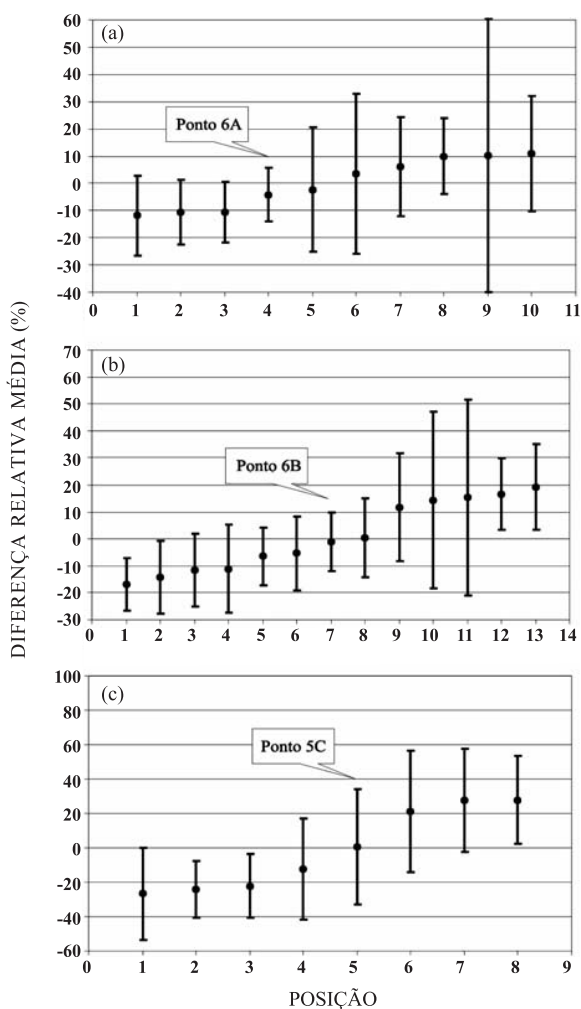 DIFERENÇA RELATIVA MÉDIA (%)
(a)
60
50
40
30
20
10
0
-10
-20
-30
-40
Ponto 6A
0 1 2 3 4 5 6 7 8 9 10 11
(b)
70
60
50
40
30
20
10
0
-10
-20
-30
Ponto 6B
0 1 2 3 4 5 6 7 8 9 10 11 12 13 14
(c)
100
80
60
40
20
0
-20
-40
-60
Ponto 5C
0 1 2 3 4 5 6 7 8 9
POSIÇÃO